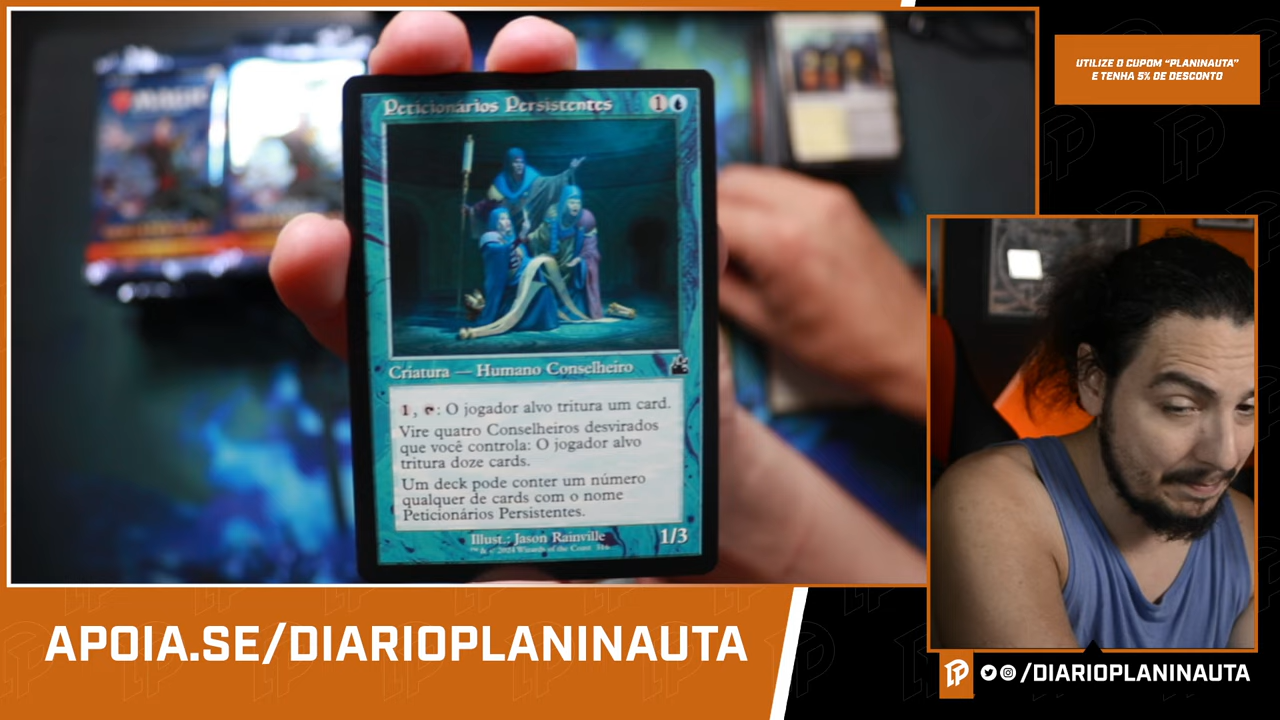 Peticionários Persistentes 1
Criatura — Humano Conselheiro
1, : O jogador alvo tritura um card.
Vire quatro Conselheiros desvirados
que você controla: O jogador alvo
tritura doze cards.
Um deck pode conter um número
qualquer de cards com o nome
Peticionários Persistentes.
Illust.: Jason Rainville
1/3
UTILIZE O CUPOM “PLANINAUTA”
E TENHA 5% DE DESCONTO
APOIA.SE/DIARIOPLANINAUTA
/DIARIOPLANINAUTA